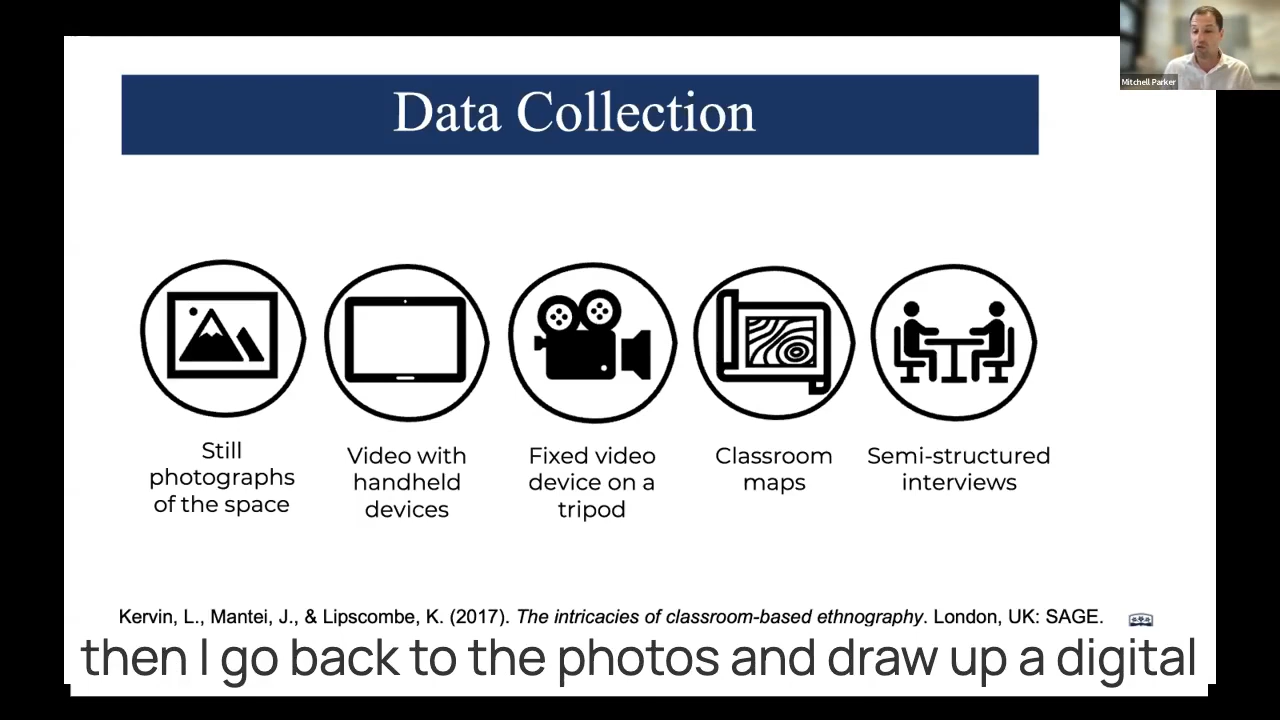 Mitchell Parker
Data Collection
Still
photographs
of the space
Video with
handheld
devices
Fixed video
device on a
tripod
Classroom
maps
Semi-structured
interviews
Kervin, L., Mantei, J., & Lipscombe, K. (2017). The intricacies of classroom-based ethnography. London, UK: SAGE.
then I go back to the photos and draw up a digital